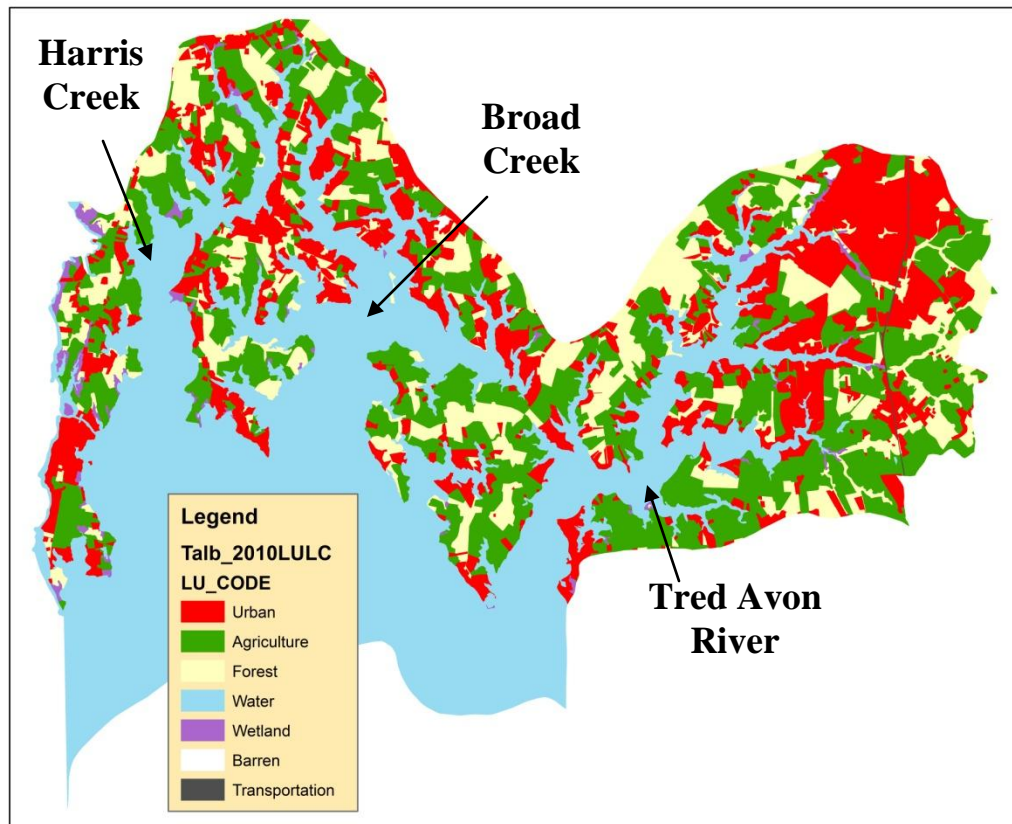 Harris
Creek
Broad
Creek
Tred Avon
River
Legend
Talb_2010LULC
LU_CODE
Urban
Agriculture
Forest
Water
Wetland
Barren
Transportation